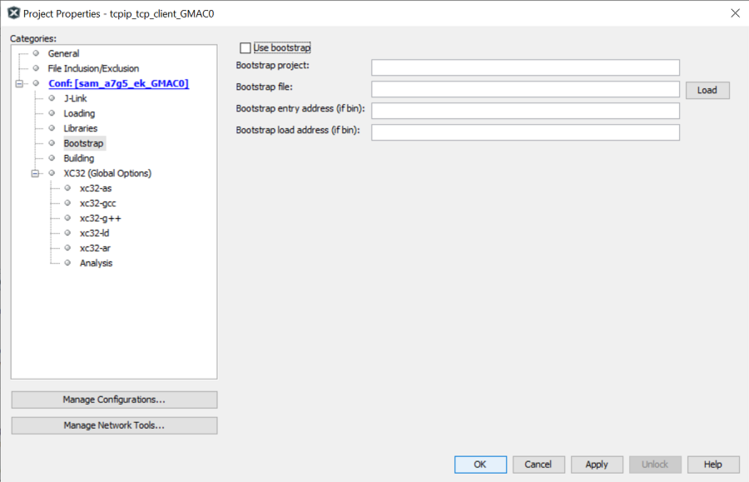 Project Properties - tcpip_tcp_client_GMAC0
Categories:
General
File Inclusion/Exclusion
Conf: [sam_a7g5_ek_GMAC0]
J-Link
Loading
Libraries
Bootstrap
Building
XC32 (Global Options)
xc32-as
xc32-gcc
xc32-g++
xc32-ld
xc32-ar
Analysis
Manage Configurations...
Manage Network Tools...
Use bootstrap
Bootstrap project:
Bootstrap file:
Load
Bootstrap entry address (if bin):
Bootstrap load address (if bin):
OK
Cancel
Apply
Unlock
Help